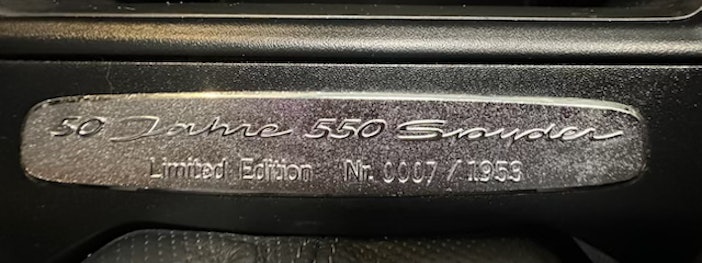 50 Jahre 550 Spyder
Limited Edition Nr. 0007 / 1953